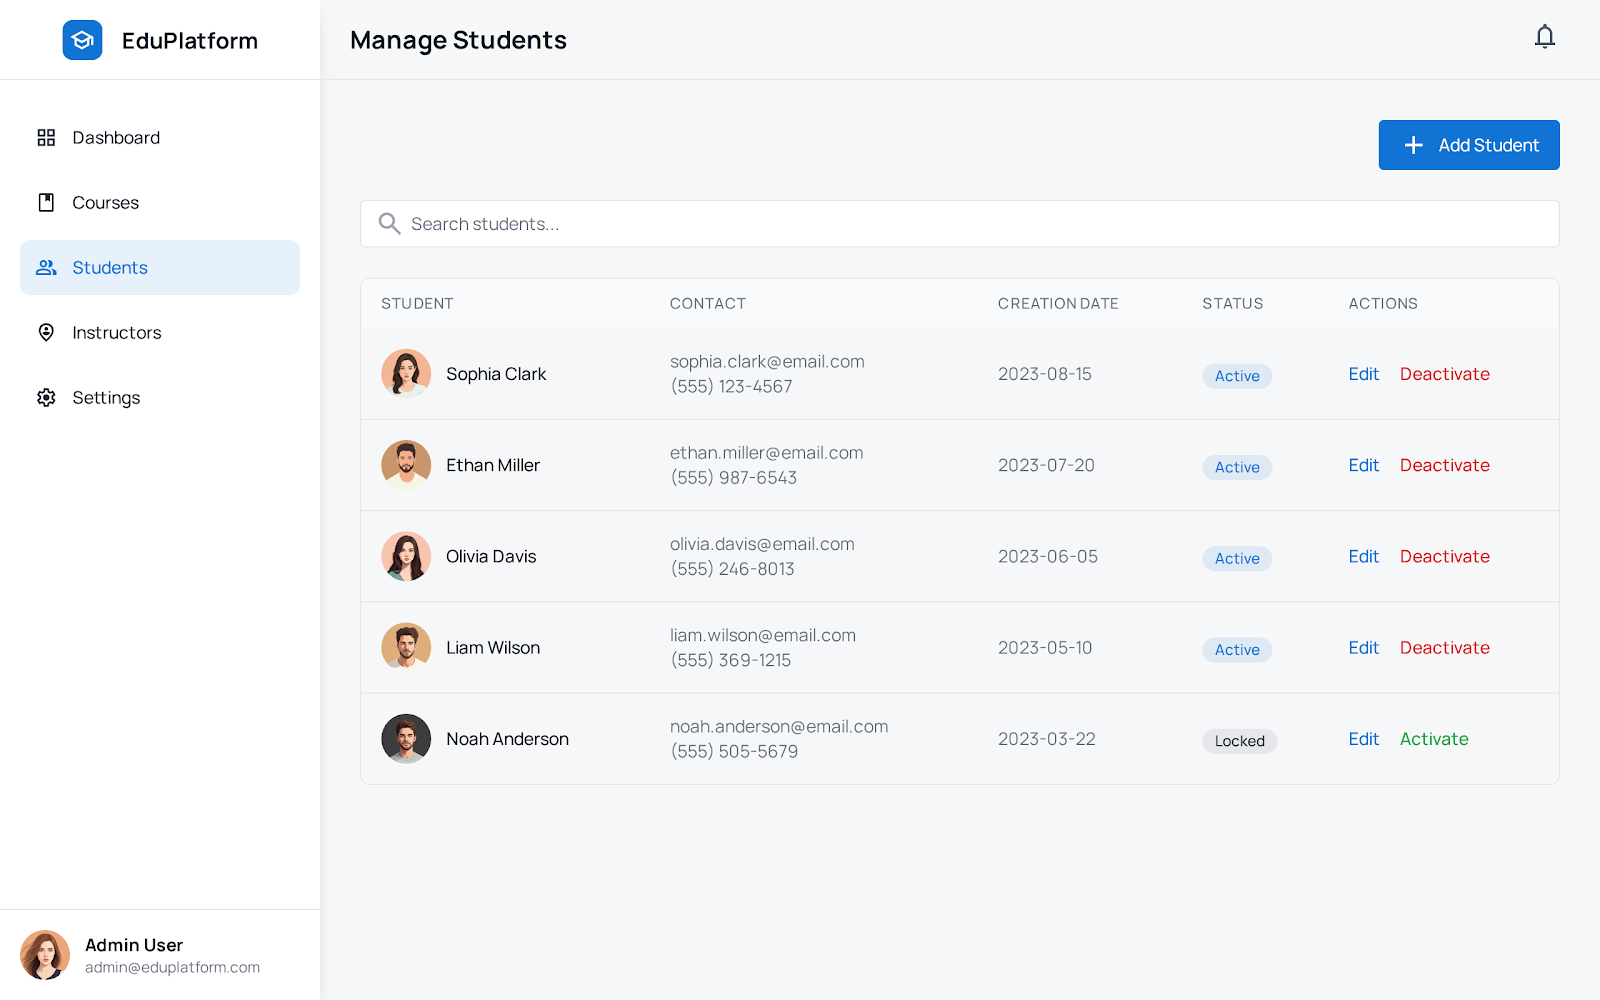 EduPlatform
Manage Students
Dashboard
Courses
Students
Instructors
Settings
Admin User
admin@eduplatform.com
Add Student
Search students...
STUDENT CONTACT CREATION DATE STATUS ACTIONS
sophia.clark@email.com
Sophia Clark 2023-08-15 Active Edit Deactivate
(555) 123-4567
ethan.miller@email.com
Ethan Miller 2023-07-20 Active Edit Deactivate
(555) 987-6543
olivia.davis@email.com
Olivia Davis 2023-06-05 Active Edit Deactivate
(555) 246-8013
liam.wilson@email.com
Liam Wilson 2023-05-10 Active Edit Deactivate
(555) 369-1215
noah.anderson@email.com
Noah Anderson 2023-03-22 Locked Edit Activate
(555) 505-5679